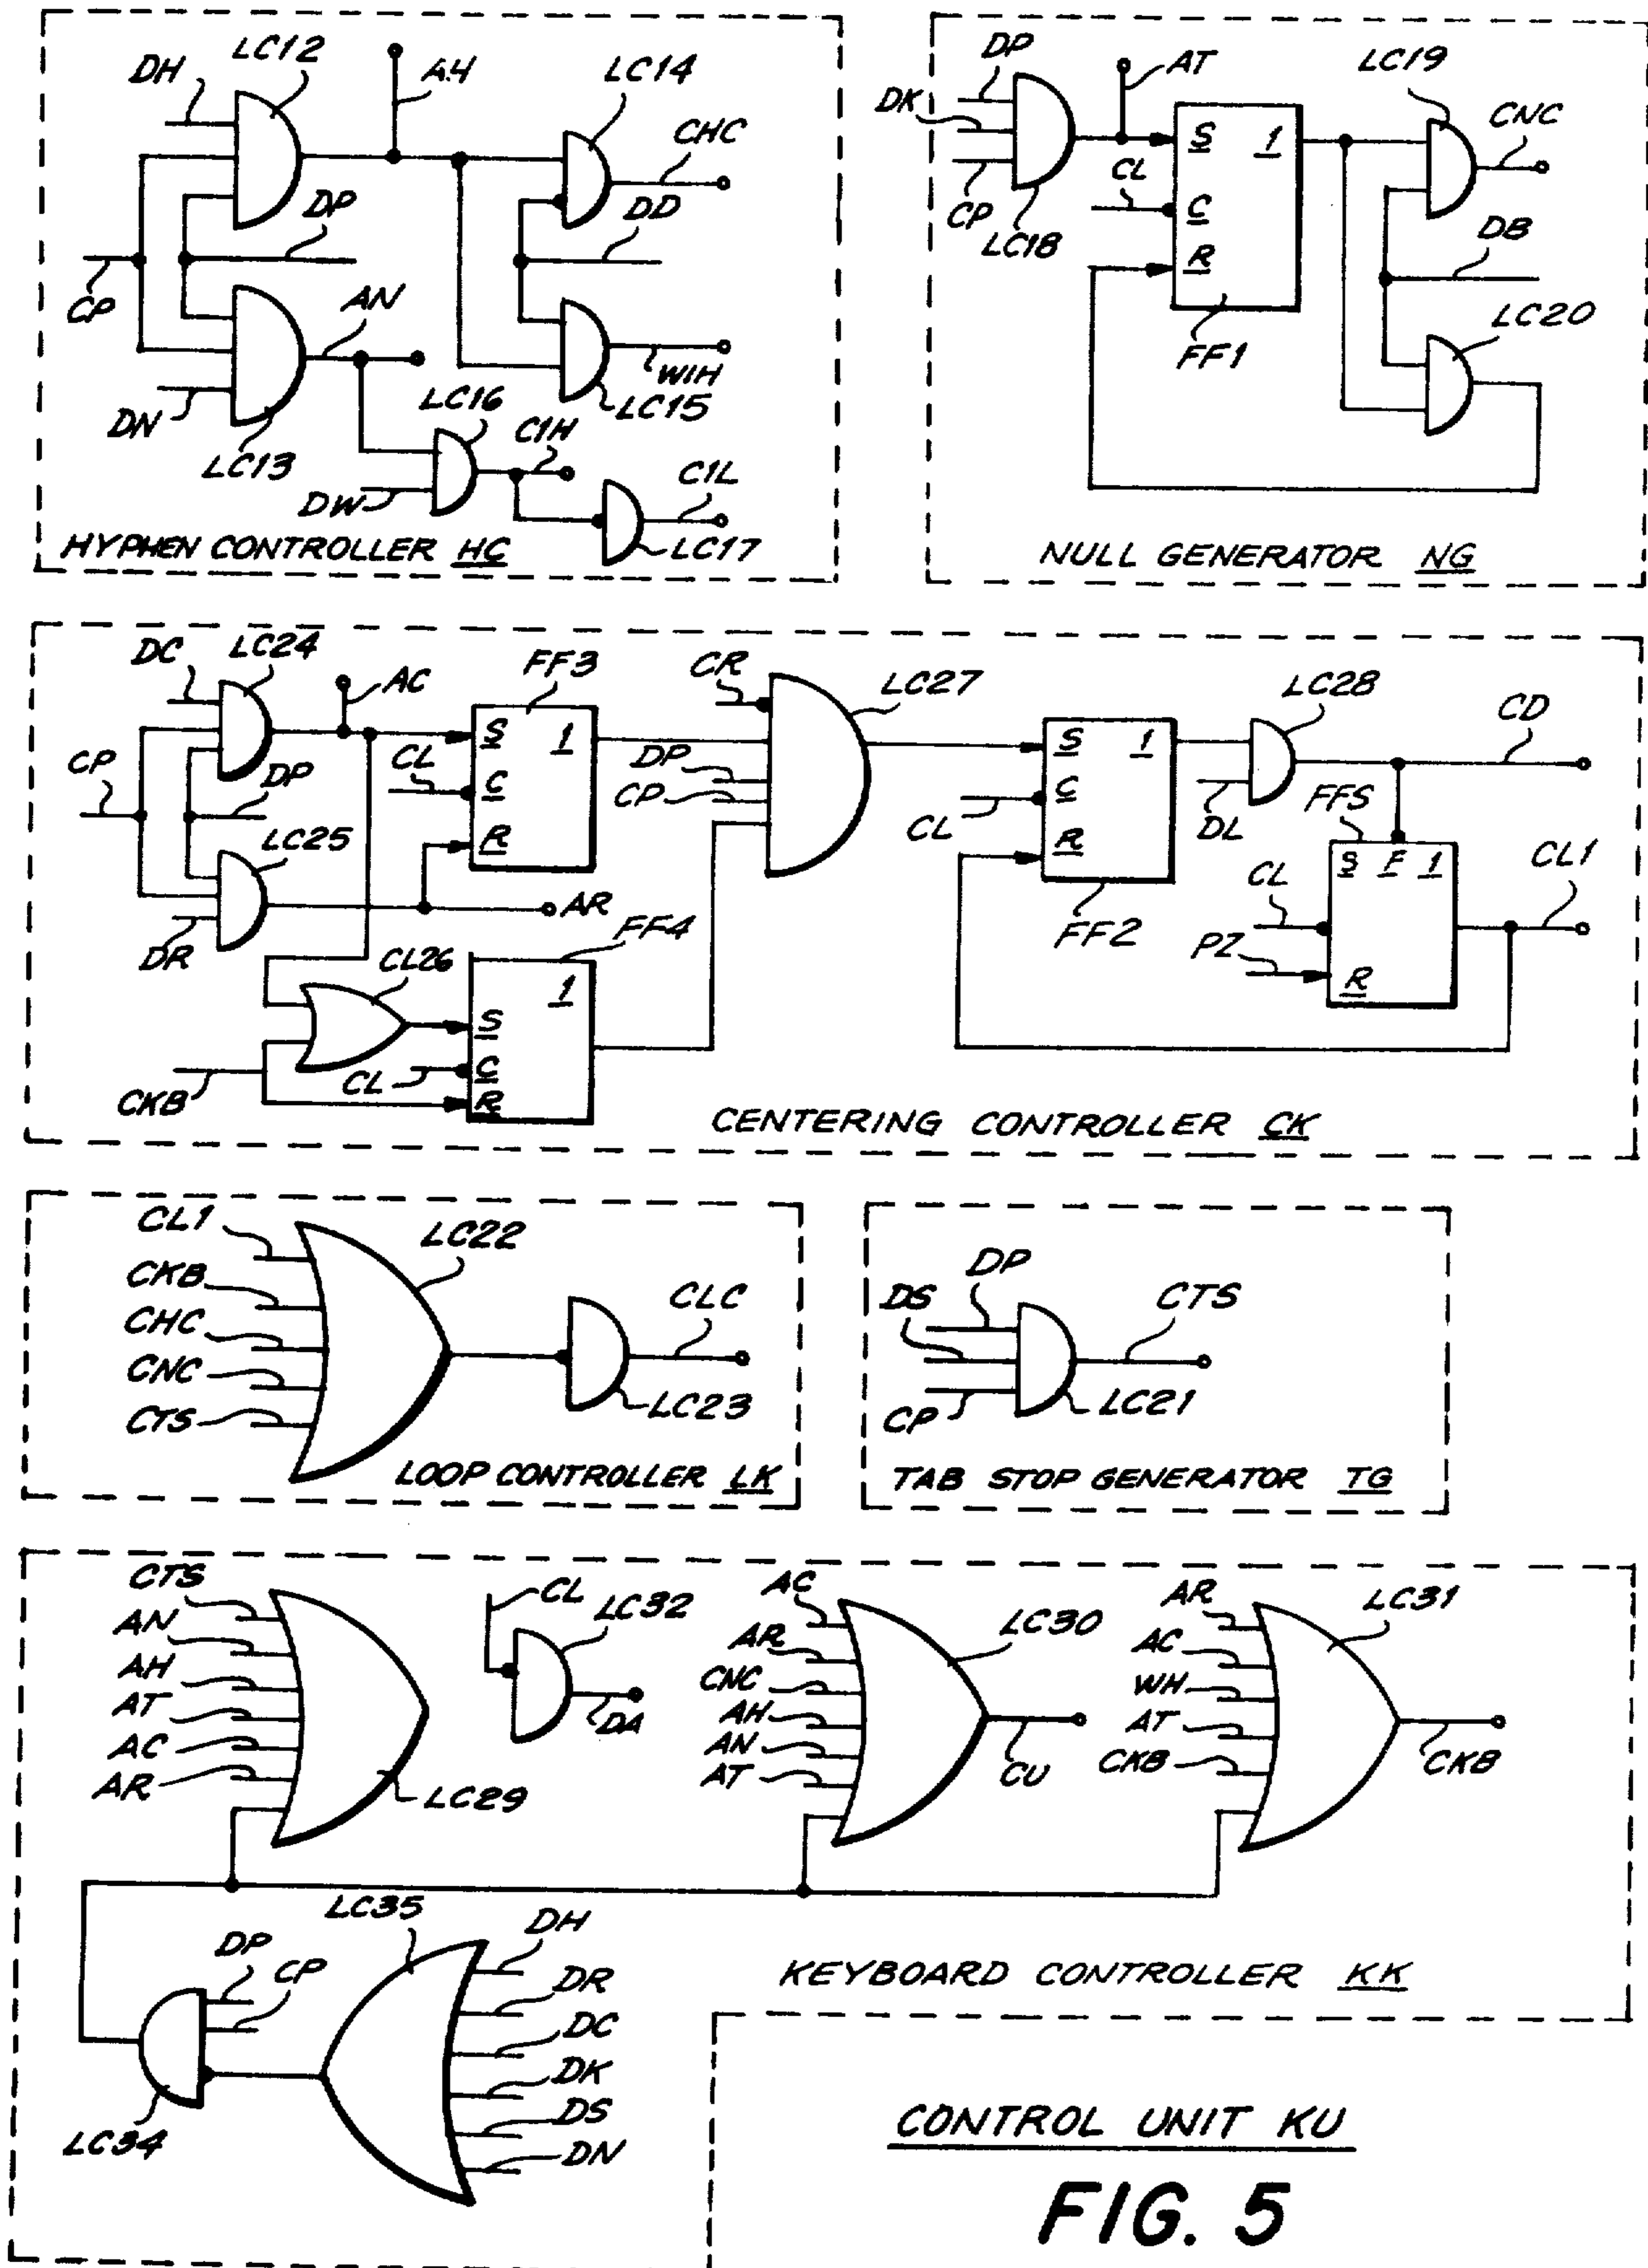 LC12
DH
AH
LC14
CHC
DP
DD
CP
AN
WIH
LC15
DN
LC13
LC16
C1H
DW
C1L
LC17
HYPHEN CONTROLLER HC
DP
AT
LC19
DK
CNC
S 1
CL
CP
C
LC18
DB
R
LC20
FF1
NULL GENERATOR NG
DC
LC24
AC
FF3
CR
LC27
LC28
CD
S 1
S 1
CP
CL
DP
DP
C
CP
CL
C
DL
FFS
LC25
R
R
S F 1
CL1
AR
CL
FF4
FF2
PZ
DR
CL26
1
R
S
CL
C
CKB
R
CENTERING CONTROLLER CK
CL1
LC22
CKB
CHC
CLC
CNC
CTS
LC23
LOOP CONTROLLER LK
DP
DS
CTS
CP
LC21
TAB STOP GENERATOR TG
CTS
AN
AH
AT
AC
AR
LC29
CL
LC32
DA
AC
AR
CNC
AH
AN
AT
LC30
CU
AR
AC
WH
AT
CKB
LC31
CKB
LC35
DH
DP
CP
DR
DC
DK
DS
DN
LC34
KEYBOARD CONTROLLER KK
CONTROL UNIT KU
FIG. 5